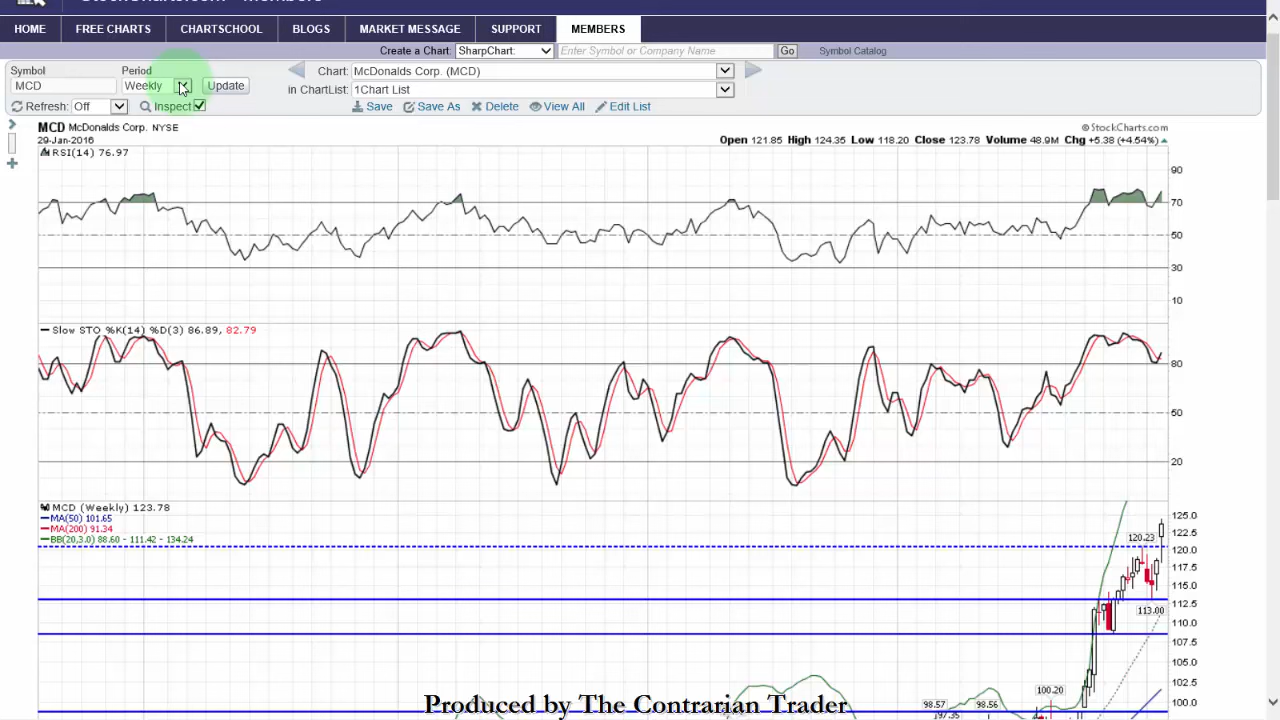 HOME FREE CHARTS CHARTSCHOOL BLOGS MARKET MESSAGE SUPPORT MEMBERS
Create a Chart: SharpChart: Enter Symbol or Company Name Go Symbol Catalog
Symbol Period Chart: McDonalds Corp. (MCD)
MCD Weekly Update in ChartList: 1Chart List
Refresh: Off Inspect Save Save As Delete View All Edit List
MCD McDonalds Corp. NYSE © StockCharts.com
29-Jan-2016 Open 121.85 High 124.35 Low 118.20 Close 123.78 Volume 48.9M Chg +5.38 (+4.54%)
RSI(14) 76.97
90
70
50
30
10
Slow STO %K(14) %D(3) 86.89, 82.79
80
50
20
MCD (Weekly) 123.78
MA(50) 101.65
MA(200) 91.34
BB(20,3.0) 88.60 - 111.42 - 134.24
125.0
122.5
120.23
120.0
117.5
115.0
112.5
113.00
110.0
107.5
105.0
102.5
100.20
100.0
98.57 98.56
97.35
Produced by The Contrarian Trader